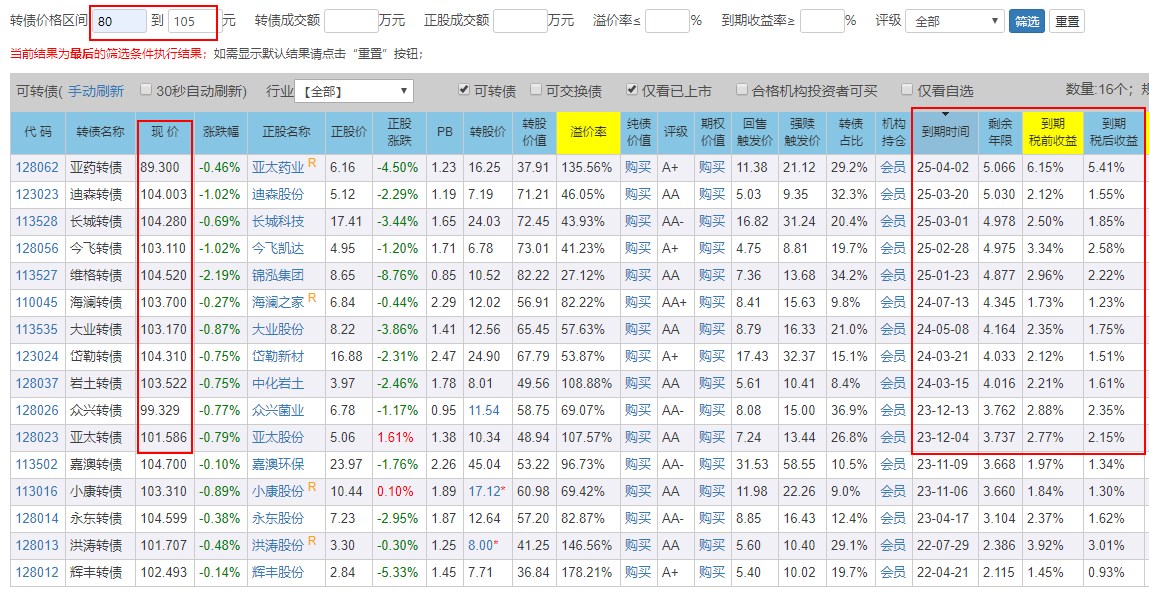 转债价格区间 80 到 105 元 转债成交额 万元 正股成交额 万元 溢价率≤ % 到期收益率≥ % 评级 全部 筛选 重置
当前结果为最后的筛选条件执行结果；如需显示默认结果请点击“重置”按钮；
可转债( 手动刷新 30秒自动刷新) 行业 【全部】 可转债 可交换债 仅看已上市 合格机构投资者可买 仅看自选 数量:16个；
代 码 转债名称 现 价 涨跌幅 正股名称 正股价 正股涨跌 PB 转股价 转股价值 溢价率 纯债价值 评级 期权价值 回售触发价 强赎触发价 转债占比 机构持仓 到期时间 剩余年限 到期税前收益 到期税后收益
128062 亚药转债 89.300 -0.46% 亚太药业 R 6.16 -4.50% 1.23 16.25 37.91 135.56% 购买 A+ 购买 11.38 21.12 29.2% 会员 25-04-02 5.066 6.15% 5.41%
123023 迪森转债 104.003 -1.02% 迪森股份 5.12 -2.29% 1.19 7.19 71.21 46.05% 购买 AA 购买 5.03 9.35 32.3% 会员 25-03-20 5.030 2.12% 1.55%
113528 长城转债 104.280 -0.69% 长城科技 17.41 -3.44% 1.65 24.03 72.45 43.93% 购买 AA- 购买 16.82 31.24 20.4% 会员 25-03-01 4.978 2.50% 1.85%
128056 今飞转债 103.110 -1.02% 今飞凯达 4.95 -1.20% 1.71 6.78 73.01 41.23% 购买 A+ 购买 4.75 8.81 19.7% 会员 25-02-28 4.975 3.34% 2.58%
113527 维格转债 104.520 -2.19% 锦泓集团 8.65 -8.76% 0.85 10.52 82.22 27.12% 购买 AA 购买 7.36 13.68 34.2% 会员 25-01-23 4.877 2.96% 2.22%
110045 海澜转债 103.700 -0.27% 海澜之家 R 6.84 -0.44% 2.29 12.02 56.91 82.22% 购买 AA+ 购买 8.41 15.63 9.8% 会员 24-07-13 4.345 1.73% 1.23%
113535 大业转债 103.170 -0.87% 大业股份 8.22 -3.86% 1.41 12.56 65.45 57.63% 购买 AA 购买 8.79 16.33 21.0% 会员 24-05-08 4.164 2.35% 1.75%
123024 岱勒转债 104.310 -0.75% 岱勒新材 16.88 -2.31% 2.47 24.90 67.79 53.87% 购买 A+ 购买 17.43 32.37 15.1% 会员 24-03-21 4.033 2.12% 1.51%
128037 岩土转债 103.522 -0.75% 中化岩土 3.97 -2.46% 1.78 8.01 49.56 108.88% 购买 AA 购买 5.61 10.41 8.4% 会员 24-03-15 4.016 2.21% 1.61%
128026 众兴转债 99.329 -0.77% 众兴菌业 6.78 -1.17% 0.95 11.54 58.75 69.07% 购买 AA- 购买 8.08 15.00 36.9% 会员 23-12-13 3.762 2.88% 2.35%
128023 亚太转债 101.586 -0.79% 亚太股份 5.06 1.61% 1.38 10.34 48.94 107.57% 购买 AA 购买 7.24 13.44 26.8% 会员 23-12-04 3.737 2.77% 2.15%
113502 嘉澳转债 104.700 -0.10% 嘉澳环保 23.97 -1.76% 2.26 45.04 53.22 96.73% 购买 AA- 购买 31.53 58.55 10.5% 会员 23-11-09 3.668 1.97% 1.34%
113016 小康转债 103.310 -0.89% 小康股份 R 10.44 0.10% 1.89 17.12* 60.98 69.42% 购买 AA 购买 11.98 22.26 9.0% 会员 23-11-06 3.660 1.84% 1.30%
128014 永东转债 104.599 -0.38% 永东股份 7.23 -2.95% 1.87 12.64 57.20 82.87% 购买 AA- 购买 8.85 16.43 12.4% 会员 23-04-17 3.104 2.37% 1.62%
128013 洪涛转债 101.707 -0.48% 洪涛股份 R 3.30 -0.30% 1.25 8.00* 41.25 146.56% 购买 AA 购买 5.60 10.40 29.1% 会员 22-07-29 2.386 3.92% 3.01%
128012 辉丰转债 102.493 -0.14% 辉丰股份 2.84 -5.33% 1.45 7.71 36.84 178.21% 购买 A+ 购买 5.40 10.02 19.7% 会员 22-04-21 2.115 1.45% 0.93%